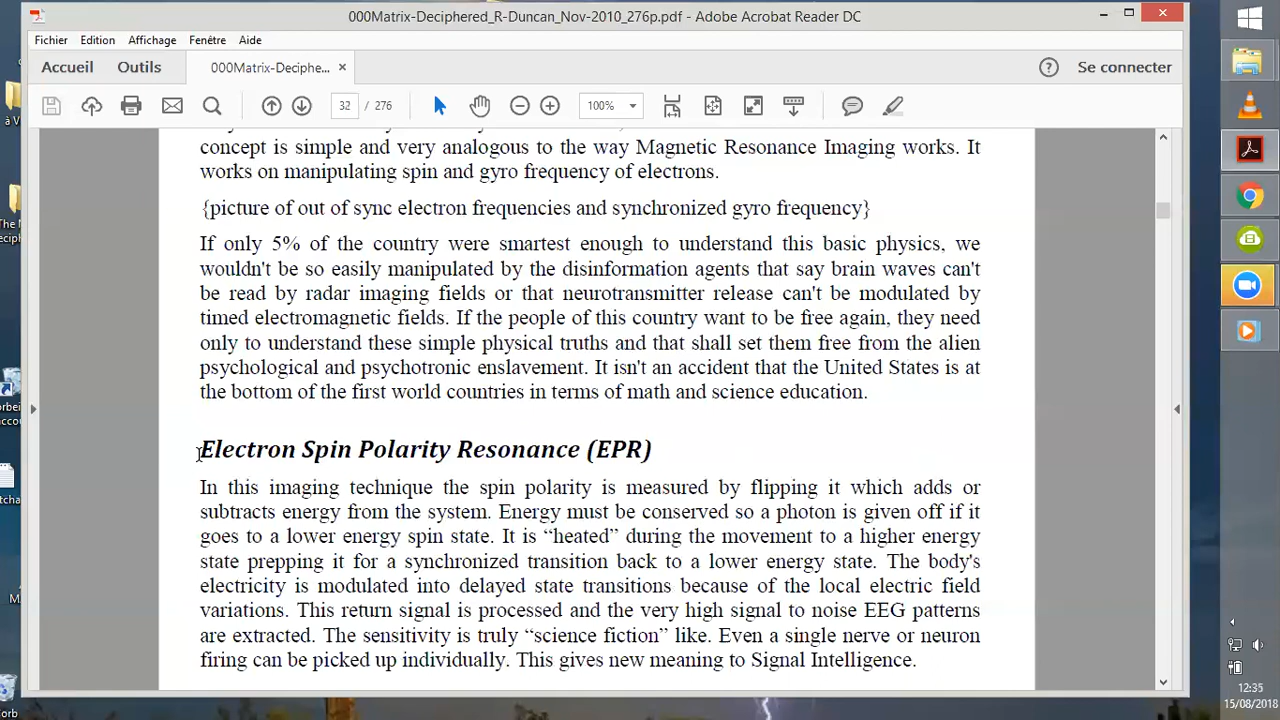 000Matrix-Deciphered_R-Duncan_Nov-2010_276p.pdf - Adobe Acrobat Reader DC
Fichier Edition Affichage Fenêtre Aide
Accueil Outils 000Matrix-Deciphe... × ? Se connecter
32 / 276 100%
concept is simple and very analogous to the way Magnetic Resonance Imaging works. It
works on manipulating spin and gyro frequency of electrons.
{picture of out of sync electron frequencies and synchronized gyro frequency}
If only 5% of the country were smartest enough to understand this basic physics, we
wouldn't be so easily manipulated by the disinformation agents that say brain waves can't
be read by radar imaging fields or that neurotransmitter release can't be modulated by
timed electromagnetic fields. If the people of this country want to be free again, they need
only to understand these simple physical truths and that shall set them free from the alien
psychological and psychotronic enslavement. It isn't an accident that the United States is at
the bottom of the first world countries in terms of math and science education.
Electron Spin Polarity Resonance (EPR)
In this imaging technique the spin polarity is measured by flipping it which adds or
subtracts energy from the system. Energy must be conserved so a photon is given off if it
goes to a lower energy spin state. It is “heated” during the movement to a higher energy
state prepping it for a synchronized transition back to a lower energy state. The body's
electricity is modulated into delayed state transitions because of the local electric field
variations. This return signal is processed and the very high signal to noise EEG patterns
are extracted. The sensitivity is truly “science fiction” like. Even a single nerve or neuron
firing can be picked up individually. This gives new meaning to Signal Intelligence.
12:35
15/08/2018